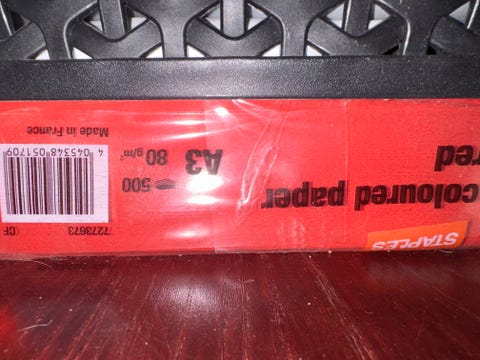 STAPLES
coloured paper
red
500
A3 80 g/m²
7273673 CF
4 045348 051709
Made in France